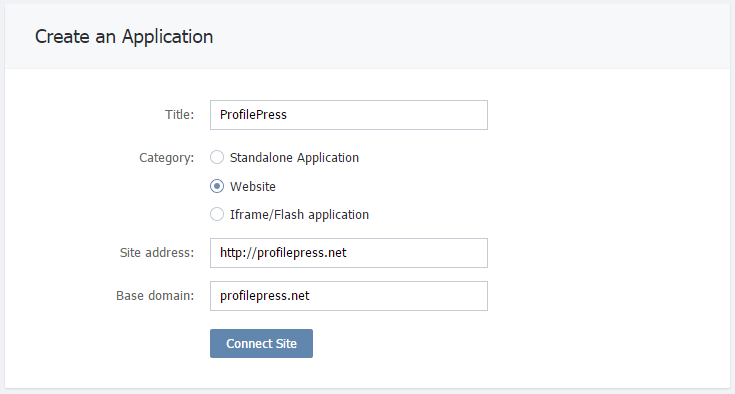 Create an Application
Title: ProfilePress
Category: Standalone Application
Website
Iframe/Flash application
Site address: http://profilepress.net
Base domain: profilepress.net
Connect Site